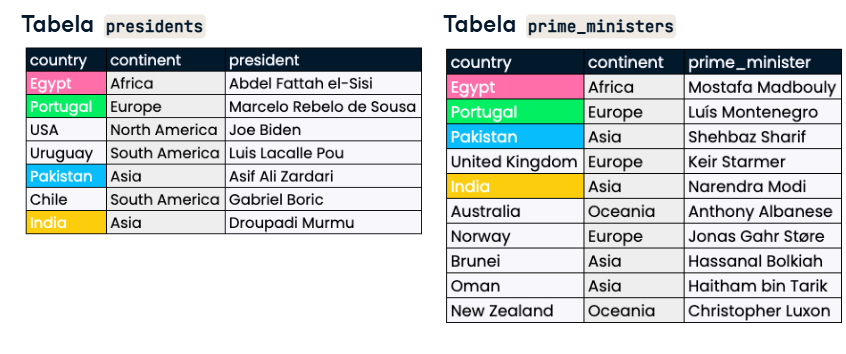 Tabela presidents
country continent president
Egypt Africa Abdel Fattah el-Sisi
Portugal Europe Marcelo Rebelo de Sousa
USA North America Joe Biden
Uruguay South America Luis Lacalle Pou
Pakistan Asia Asif Ali Zardari
Chile South America Gabriel Boric
India Asia Droupadi Murmu
Tabela prime_ministers
country continent prime_minister
Egypt Africa Mostafa Madbouly
Portugal Europe Luís Montenegro
Pakistan Asia Shehbaz Sharif
United Kingdom Europe Keir Starmer
India Asia Narendra Modi
Australia Oceania Anthony Albanese
Norway Europe Jonas Gahr Støre
Brunei Asia Hassanal Bolkiah
Oman Asia Haitham bin Tarik
New Zealand Oceania Christopher Luxon